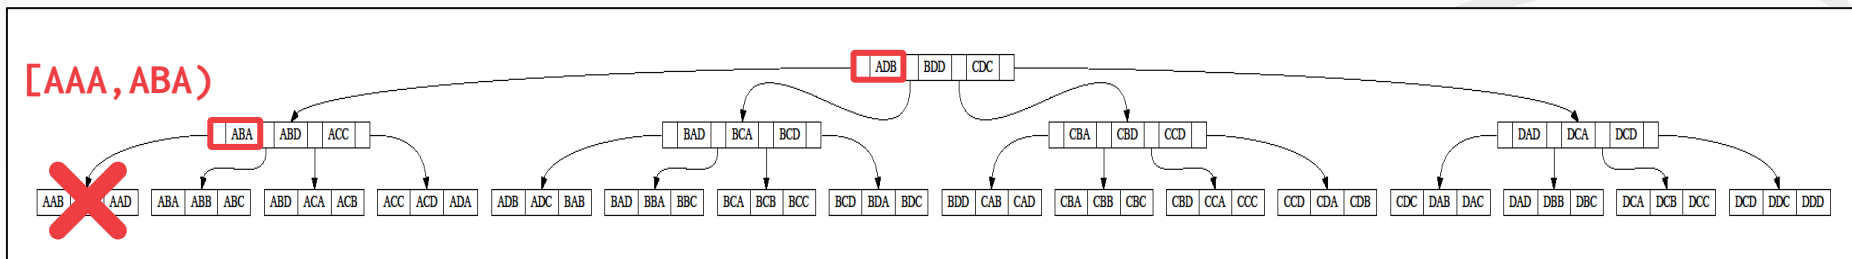 ADB BDD CDC
[AAA,ABA)
ABA ABD ACC BAD BCA BCD CBA CBD CCD DAD DCA DCD
AAB AAD ABA ABB ABC ABD ACA ACB ACC ACD ADA ADB ADC BAB BAD BBA BBC BCA BCB BCC BCD BDA BDC BDD CAB CAD CBA CBB CBC CBD CCA CCC CCD CDA CDB CDC DAB DAC DAD DBB DBC DCA DCB DCC DCD DDC DDD